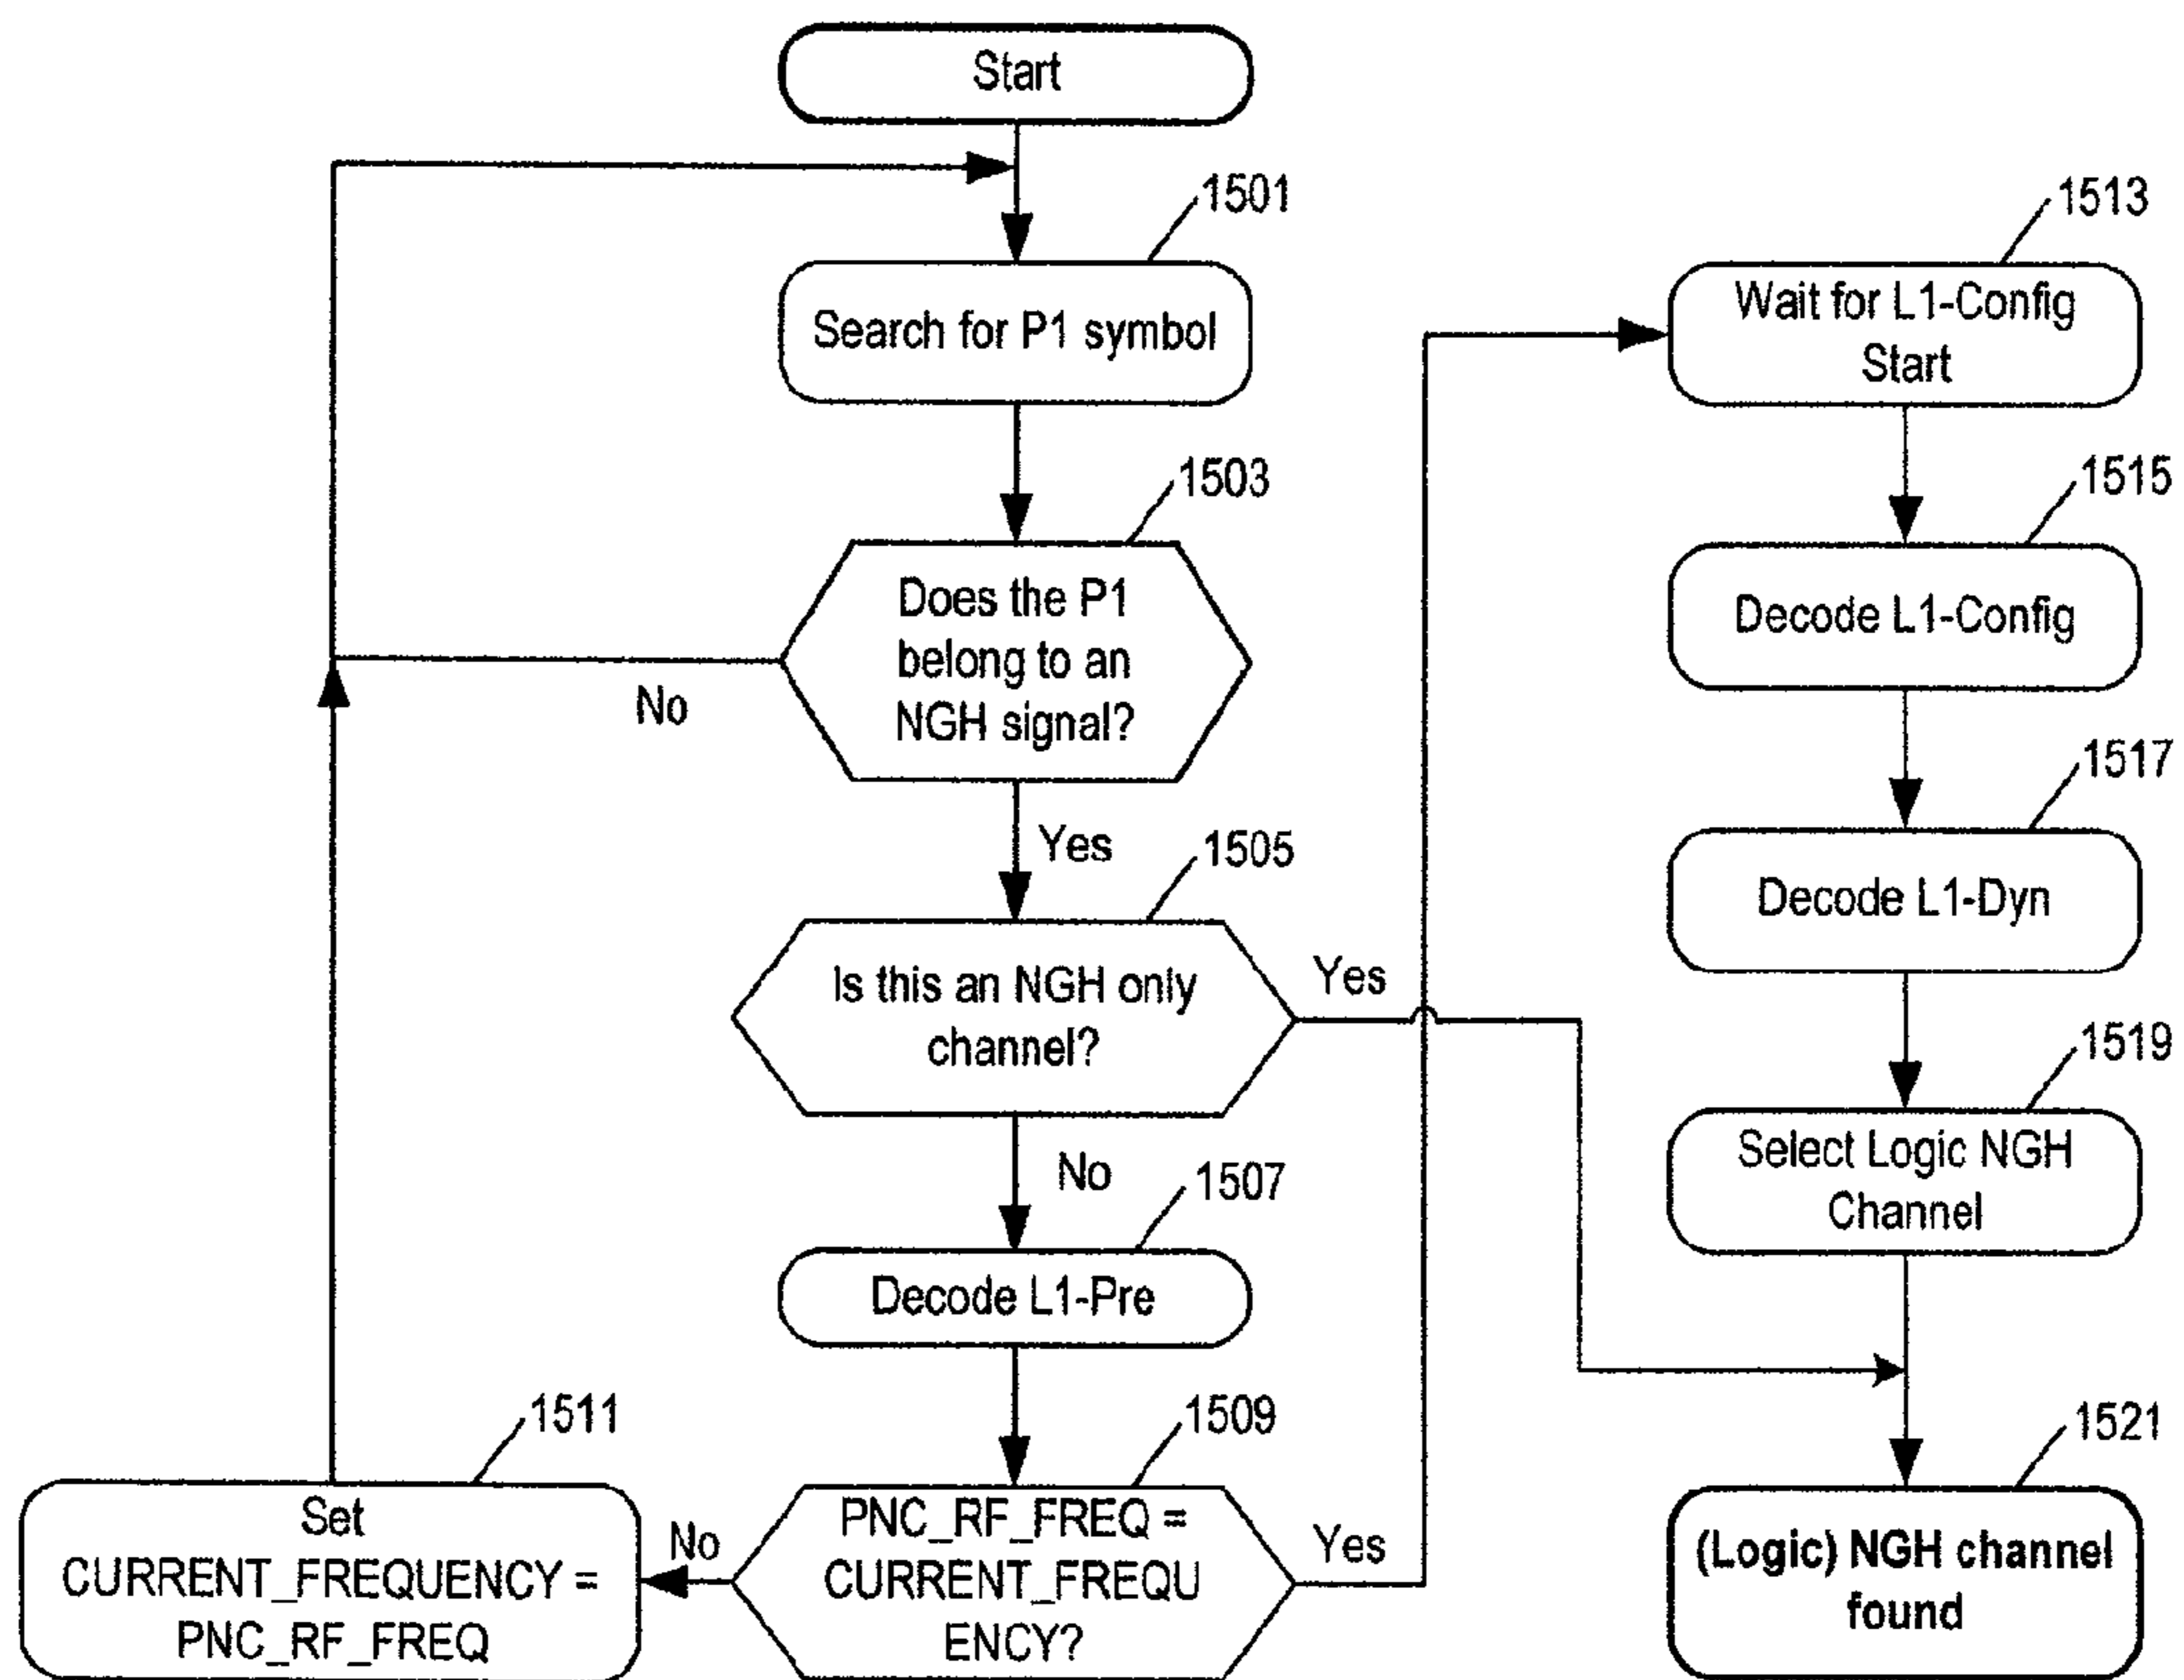 Start
1501
Search for P1 symbol
1503
Does the P1
belong to an
NGH signal?
No
Yes
1505
Is this an NGH only
channel?
Yes
No
1507
Decode L1-Pre
1509
PNC_RF_FREQ =
CURRENT_FREQU
ENCY?
No
Yes
1511
Set
CURRENT_FREQUENCY =
PNC_RF_FREQ
1513
Wait for L1-Config
Start
1515
Decode L1-Config
1517
Decode L1-Dyn
1519
Select Logic NGH
Channel
1521
(Logic) NGH channel
found